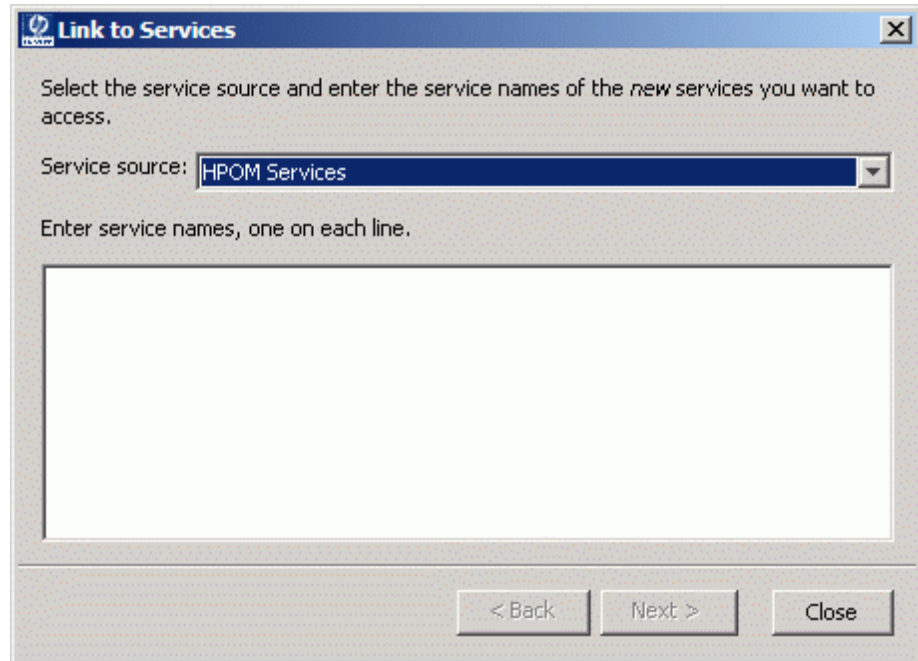 Link to Services
Select the service source and enter the service names of the new services you want to
access.
Service source: HPOM Services
Enter service names, one on each line.
< Back Next > Close